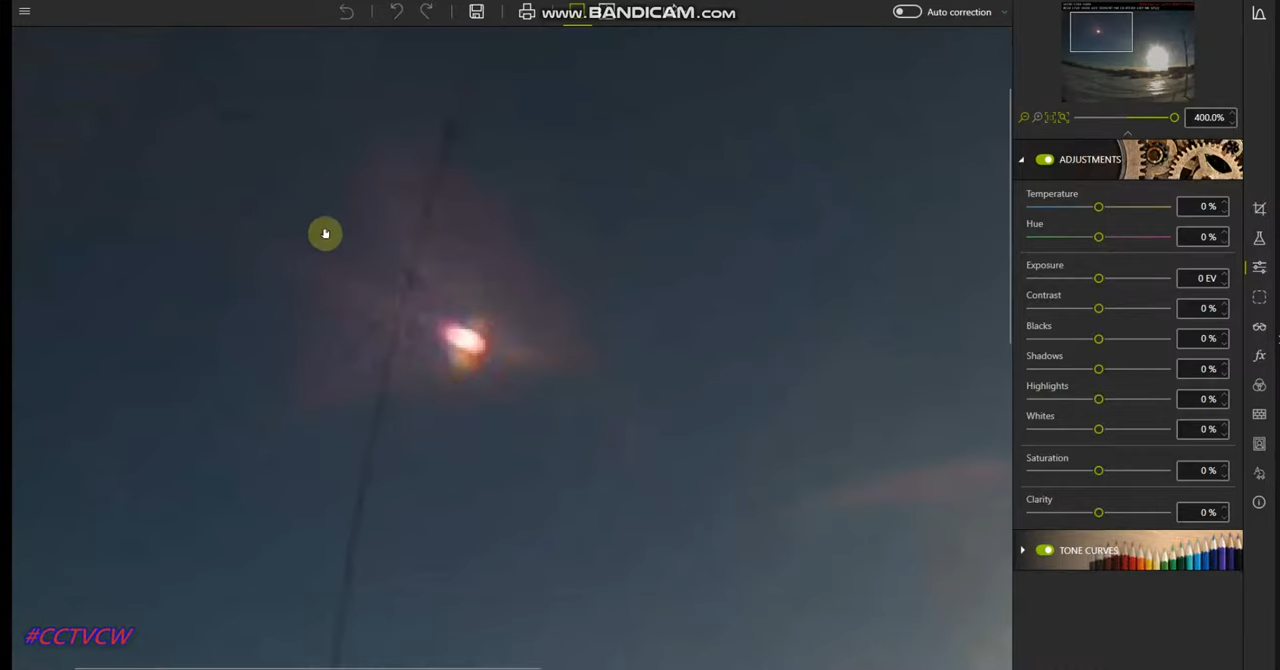 www.BANDICAM.com
Auto correction
400.0%
ADJUSTMENTS
Temperature
0 %
Hue
0 %
Exposure
0 EV
Contrast
0 %
Blacks
0 %
Shadows
0 %
Highlights
0 %
Whites
0 %
Saturation
0 %
Clarity
0 %
TONE CURVES
fx
#CCTVCW